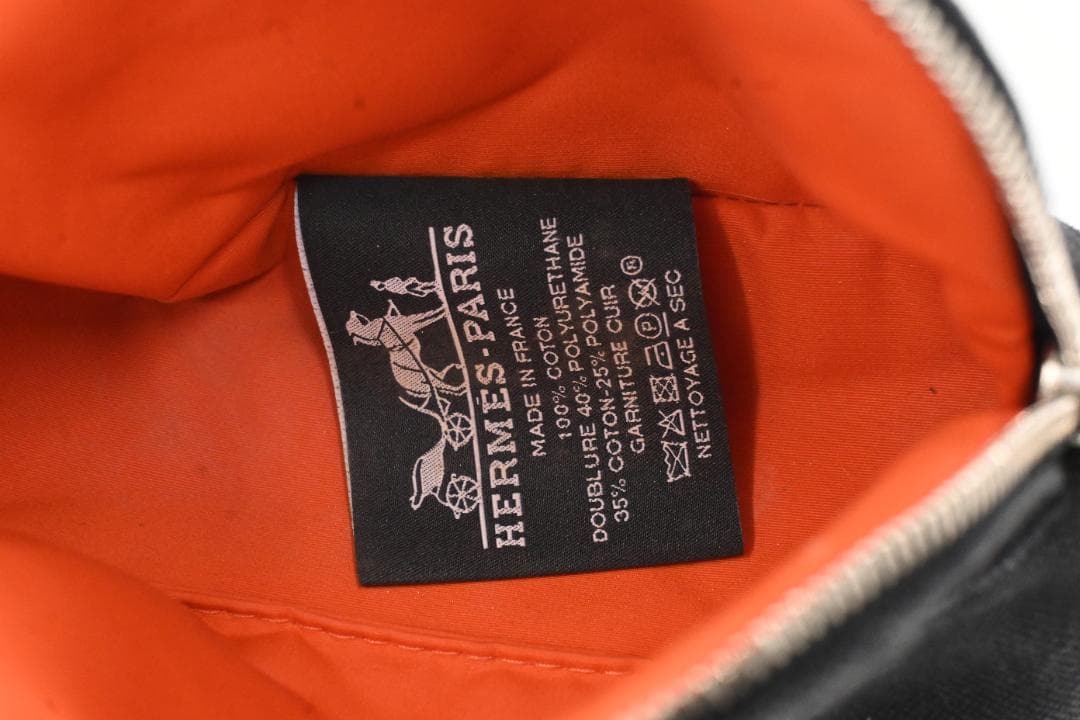 HERMES-PARIS
MADE IN FRANCE
100% COTON
DOUBLURE 40% POLYURETHANE
35% COTON-25% POLYAMIDE
GARNITURE CUIR
NETTOYAGE A SEC